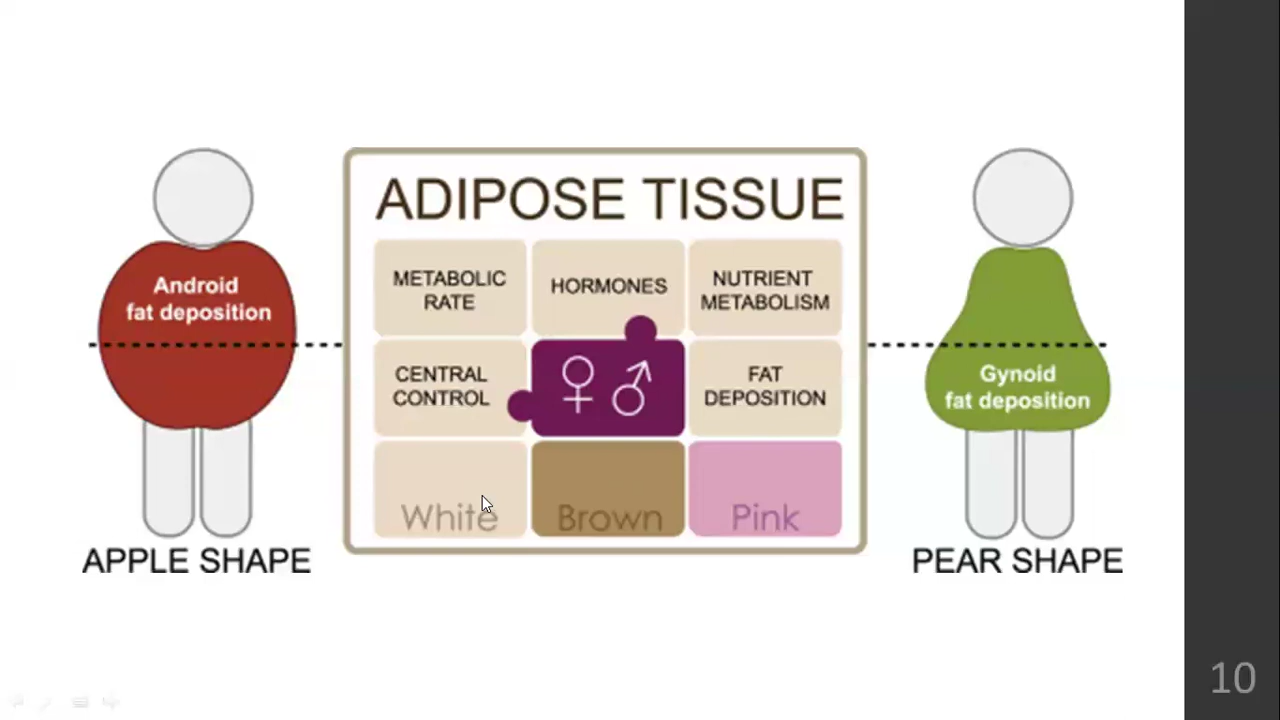 ADIPOSE TISSUE
Android
fat deposition
APPLE SHAPE
METABOLIC
RATE
HORMONES
NUTRIENT
METABOLISM
CENTRAL
CONTROL
FAT
DEPOSITION
White
Brown
Pink
Gynoid
fat deposition
PEAR SHAPE
10